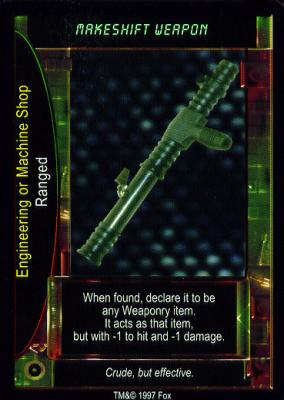 MAKESHIFT WEAPON
Engineering or Machine Shop
Ranged
When found, declare it to be
any Weaponry item.
It acts as that item,
but with -1 to hit and -1 damage.
Crude, but effective.
TM&© 1997 Fox